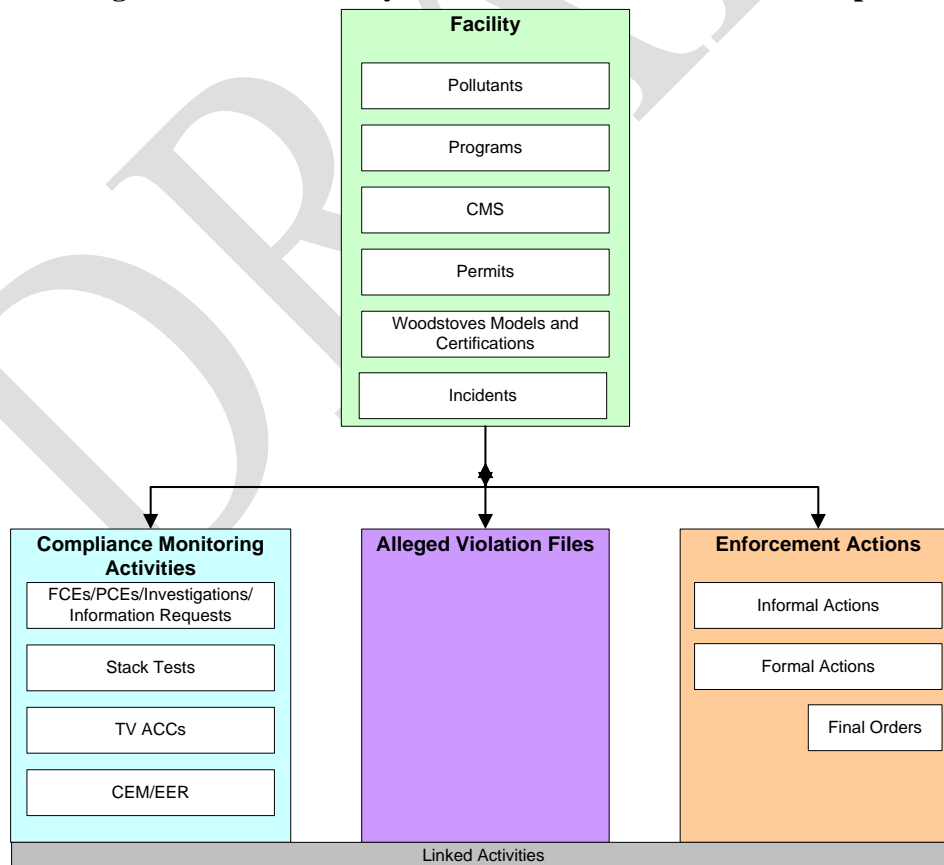 Facility
Pollutants
Programs
CMS
Permits
Woodstoves Models and
Certifications
Incidents
Compliance Monitoring
Activities
FCEs/PCEs/Investigations/
Information Requests
Stack Tests
TV ACCs
CEM/EER
Alleged Violation Files
Enforcement Actions
Informal Actions
Formal Actions
Final Orders
Linked Activities